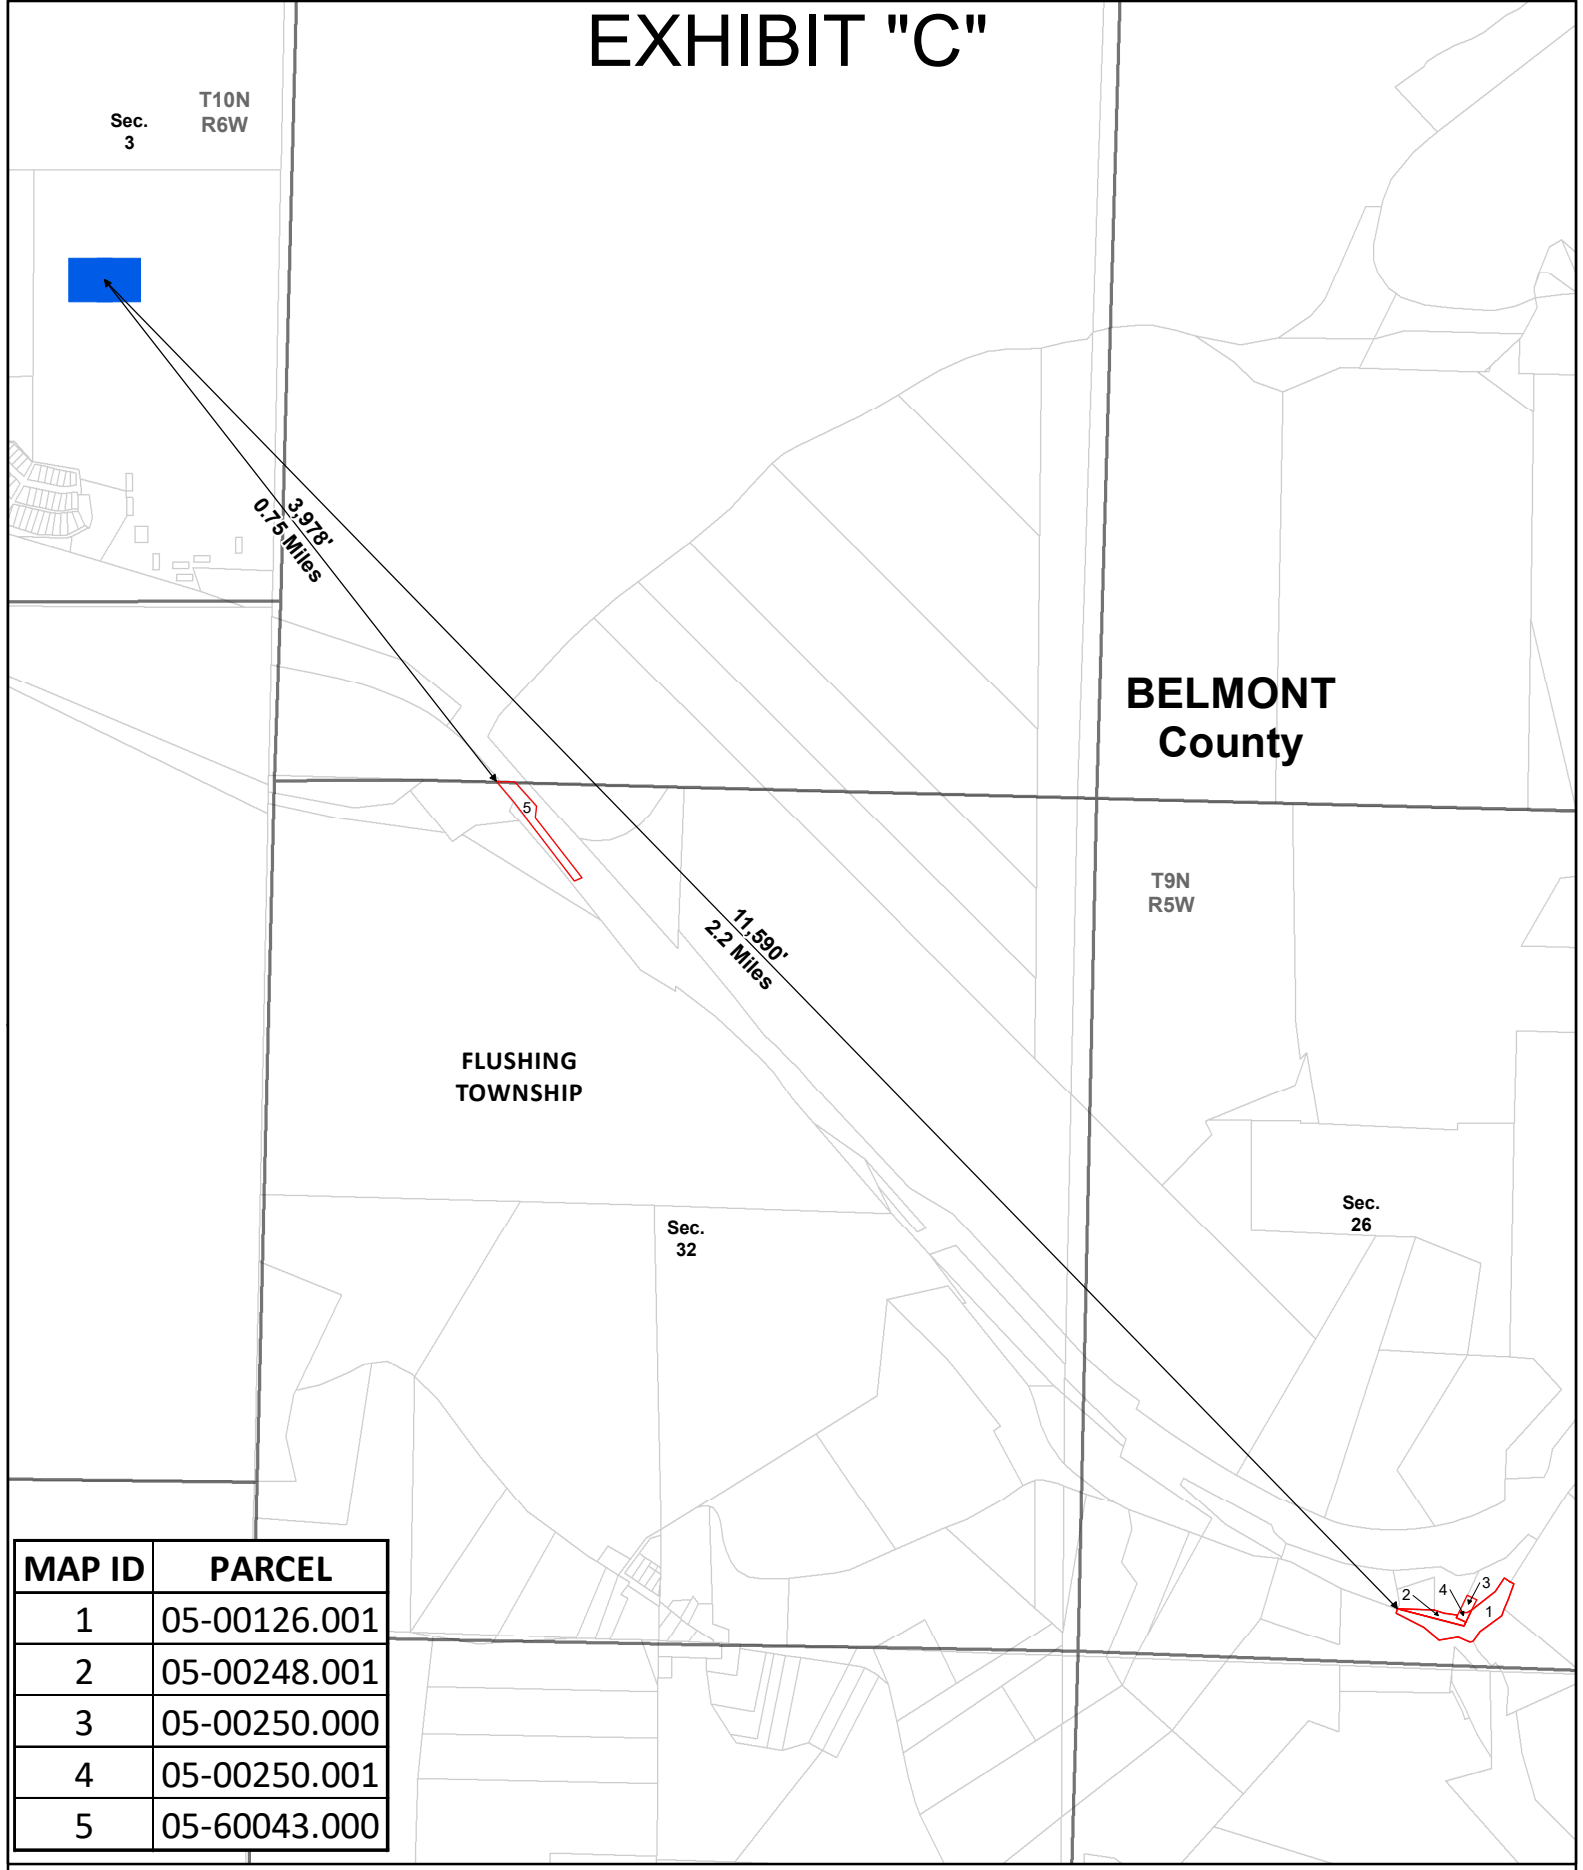 EXHIBIT "C"
T10N
R6W
Sec.
3
3,978'
0.75 Miles
BELMONT
County
5
T9N
R5W
11,590'
2.2 Miles
FLUSHING
TOWNSHIP
Sec.
26
Sec.
32
2
4
3
1
MAP ID PARCEL
1 05-00126.001
2 05-00248.001
3 05-00250.000
4 05-00250.001
5 05-60043.000